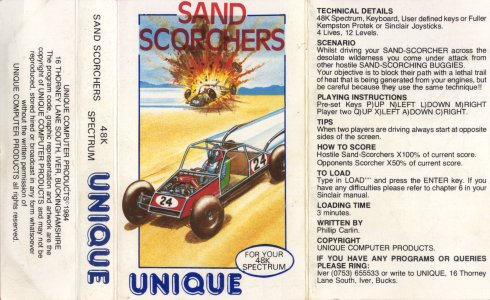 UNIQUE COMPUTER PRODUCTS' 1984
16 THORNEY LANE SOUTH, IVER, BUCKINGHAMSHIRE
The program code, graphic representation and artwork are the
copyright of UNIQUE COMPUTER PRODUCTS and may not be
reproduced, stored hired or broadcast in any form whatsoever
without the written permission of
UNIQUE COMPUTER PRODUCTS all rights reserved.
SAND SCORCHERS
48K
SPECTRUM
UNIQUE
SAND
SCORCHERS
24
24
FOR YOUR
48K
SPECTRUM
UNIQUE
TECHNICAL DETAILS
48K Spectrum, Keyboard, User defined keys or Fuller
Kempston Protek or Sinclair Joysticks.
4 Lives, 12 Levels.
SCENARIO
Whilst driving your SAND-SCORCHER across the
desolate wilderness you come under attack from
other hostile SAND-SCORCHING BUGGIES.
Your objective is to block their path with a lethal trail
of heat that is being generated from your engines, but
be careful because they use the same technique!!
PLAYING INSTRUCTIONS
Pre-set Keys P)UP N)LEFT L)DOWN M)RIGHT
Player two Q)UP X)LEFT A)DOWN C)RIGHT.
TIPS
When two players are driving always start at opposite
sides of the screen.
HOW TO SCORE
Hostile Sand-Scorchers X100% of current score.
Opponents Scorcher X50% of current score.
TO LOAD
Type in LOAD"" and press the ENTER key. If you
have any difficulties please refer to chapter 6 in your
Sinclair manual.
LOADING TIME
3 minutes.
WRITTEN BY
Phillip Carlin.
COPYRIGHT
UNIQUE COMPUTER PRODUCTS.
IF YOU HAVE ANY PROGRAMS OR QUERIES
PLEASE RING:
Iver (0753) 655533 or write to UNIQUE, 16 Thorney
Lane South, Iver, Bucks.